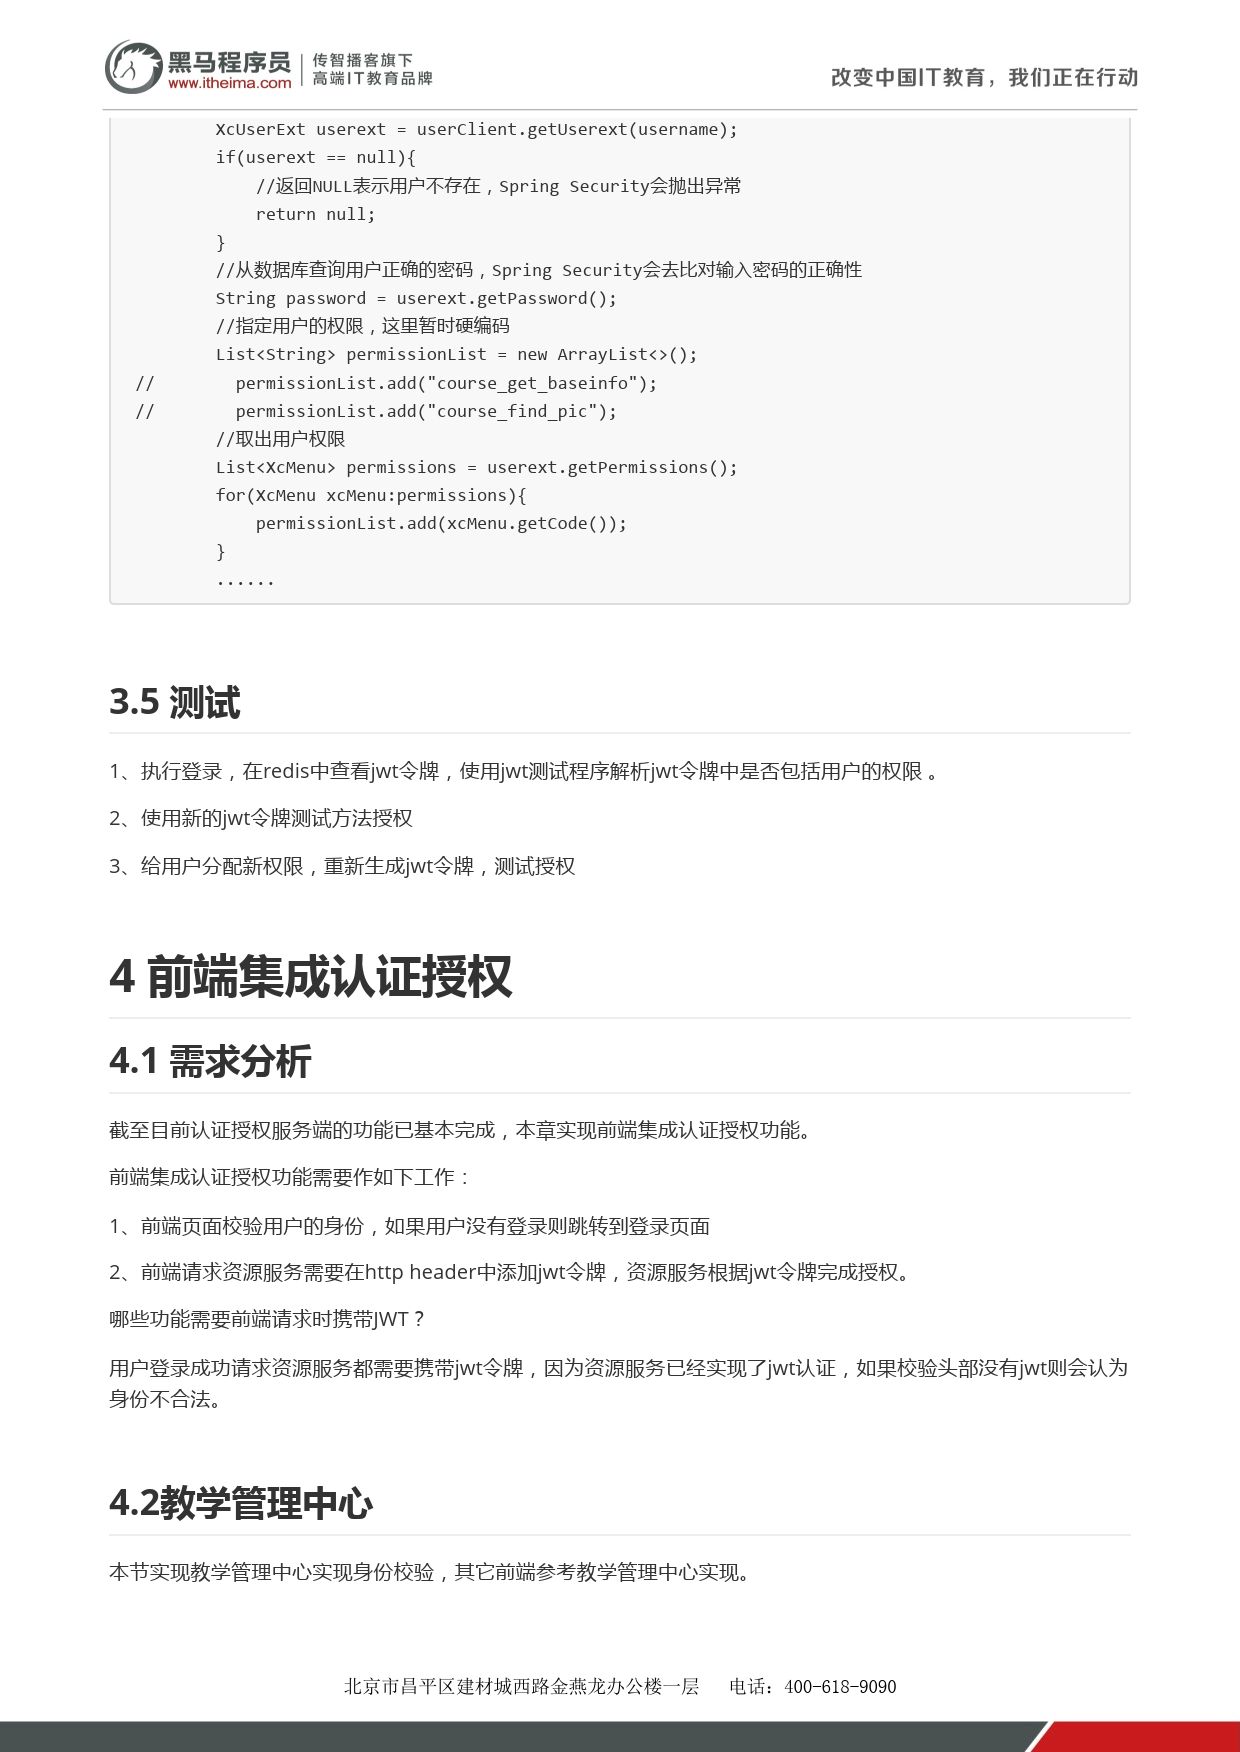 黑马程序员
www.itheima.com
传智播客旗下
高端IT教育品牌
改变中国IT教育，我们正在行动
        XcUserExt userext = userClient.getUserext(username);
        if(userext == null){
            //返回NULL表示用户不存在，Spring Security会抛出异常
            return null;
        }
        //从数据库查询用户正确的密码，Spring Security会去比对输入密码的正确性
        String password = userext.getPassword();
        //指定用户的权限，这里暂时硬编码
        List<String> permissionList = new ArrayList<>();
//        permissionList.add("course_get_baseinfo");
//        permissionList.add("course_find_pic");
        //取出用户权限
        List<XcMenu> permissions = userext.getPermissions();
        for(XcMenu xcMenu:permissions){
            permissionList.add(xcMenu.getCode());
        }
        ......
3.5 测试
1、执行登录，在redis中查看jwt令牌，使用jwt测试程序解析jwt令牌中是否包括用户的权限 。
2、使用新的jwt令牌测试方法授权
3、给用户分配新权限，重新生成jwt令牌，测试授权
4 前端集成认证授权
4.1 需求分析
截至目前认证授权服务端的功能已基本完成，本章实现前端集成认证授权功能。
前端集成认证授权功能需要作如下工作：
1、前端页面校验用户的身份，如果用户没有登录则跳转到登录页面
2、前端请求资源服务需要在http header中添加jwt令牌，资源服务根据jwt令牌完成授权。
哪些功能需要前端请求时携带JWT？
用户登录成功请求资源服务都需要携带jwt令牌，因为资源服务已经实现了jwt认证，如果校验头部没有jwt则会认为
身份不合法。
4.2教学管理中心
本节实现教学管理中心实现身份校验，其它前端参考教学管理中心实现。
北京市昌平区建材城西路金燕龙办公楼一层 电话：400-618-9090